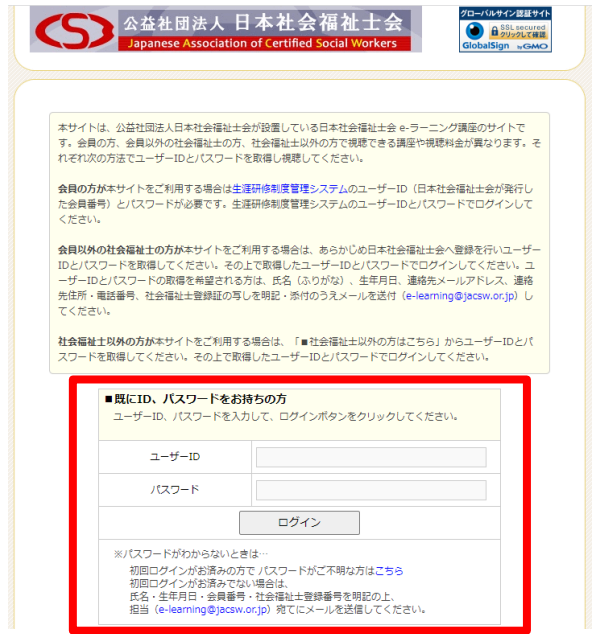 公益社団法人 日本社会福祉士会
Japanese Association of Certified Social Workers
グローバルサイン認証サイト
SSL secured
クリックして確認
GlobalSign by GMO
本サイトは、公益社団法人日本社会福祉士会が設置している日本社会福祉士会 e-ラーニング講座のサイトで
す。会員の方、会員以外の社会福祉士の方、社会福祉士以外の方で視聴できる講座や視聴料金が異なります。そ
れぞれ次の方法でユーザーIDとパスワードを取得し視聴してください。
会員の方が本サイトをご利用する場合は生涯研修制度管理システムのユーザーID（日本社会福祉士会が発行し
た会員番号）とパスワードが必要です。生涯研修制度管理システムのユーザーIDとパスワードでログインして
ください。
会員以外の社会福祉士の方が本サイトをご利用する場合は、あらかじめ日本社会福祉士会へ登録を行いユーザー
IDとパスワードを取得してください。その上で取得したユーザーIDとパスワードでログインしてください。ユ
ーザーIDとパスワードの取得を希望される方は、氏名（ふりがな）、生年月日、連絡先メールアドレス、連絡
先住所・電話番号、社会福祉士登録証の写しを明記・添付のうえメールを送付（e-learning@jacsw.or.jp）し
てください。
社会福祉士以外の方が本サイトをご利用する場合は、「■社会福祉士以外の方はこちら」からユーザーIDとパ
スワードを取得してください。その上で取得したユーザーIDとパスワードでログインしてください。
■既にID、パスワードをお持ちの方
ユーザーID、パスワードを入力して、ログインボタンをクリックしてください。
ユーザーID
パスワード
ログイン
※パスワードがわからないときは…
初回ログインがお済みの方で パスワードがご不明な方はこちら
初回ログインがお済みでない場合は、
氏名・生年月日・会員番号・社会福祉士登録番号を明記の上、
担当（e-learning@jacsw.or.jp）宛てにメールを送信してください。